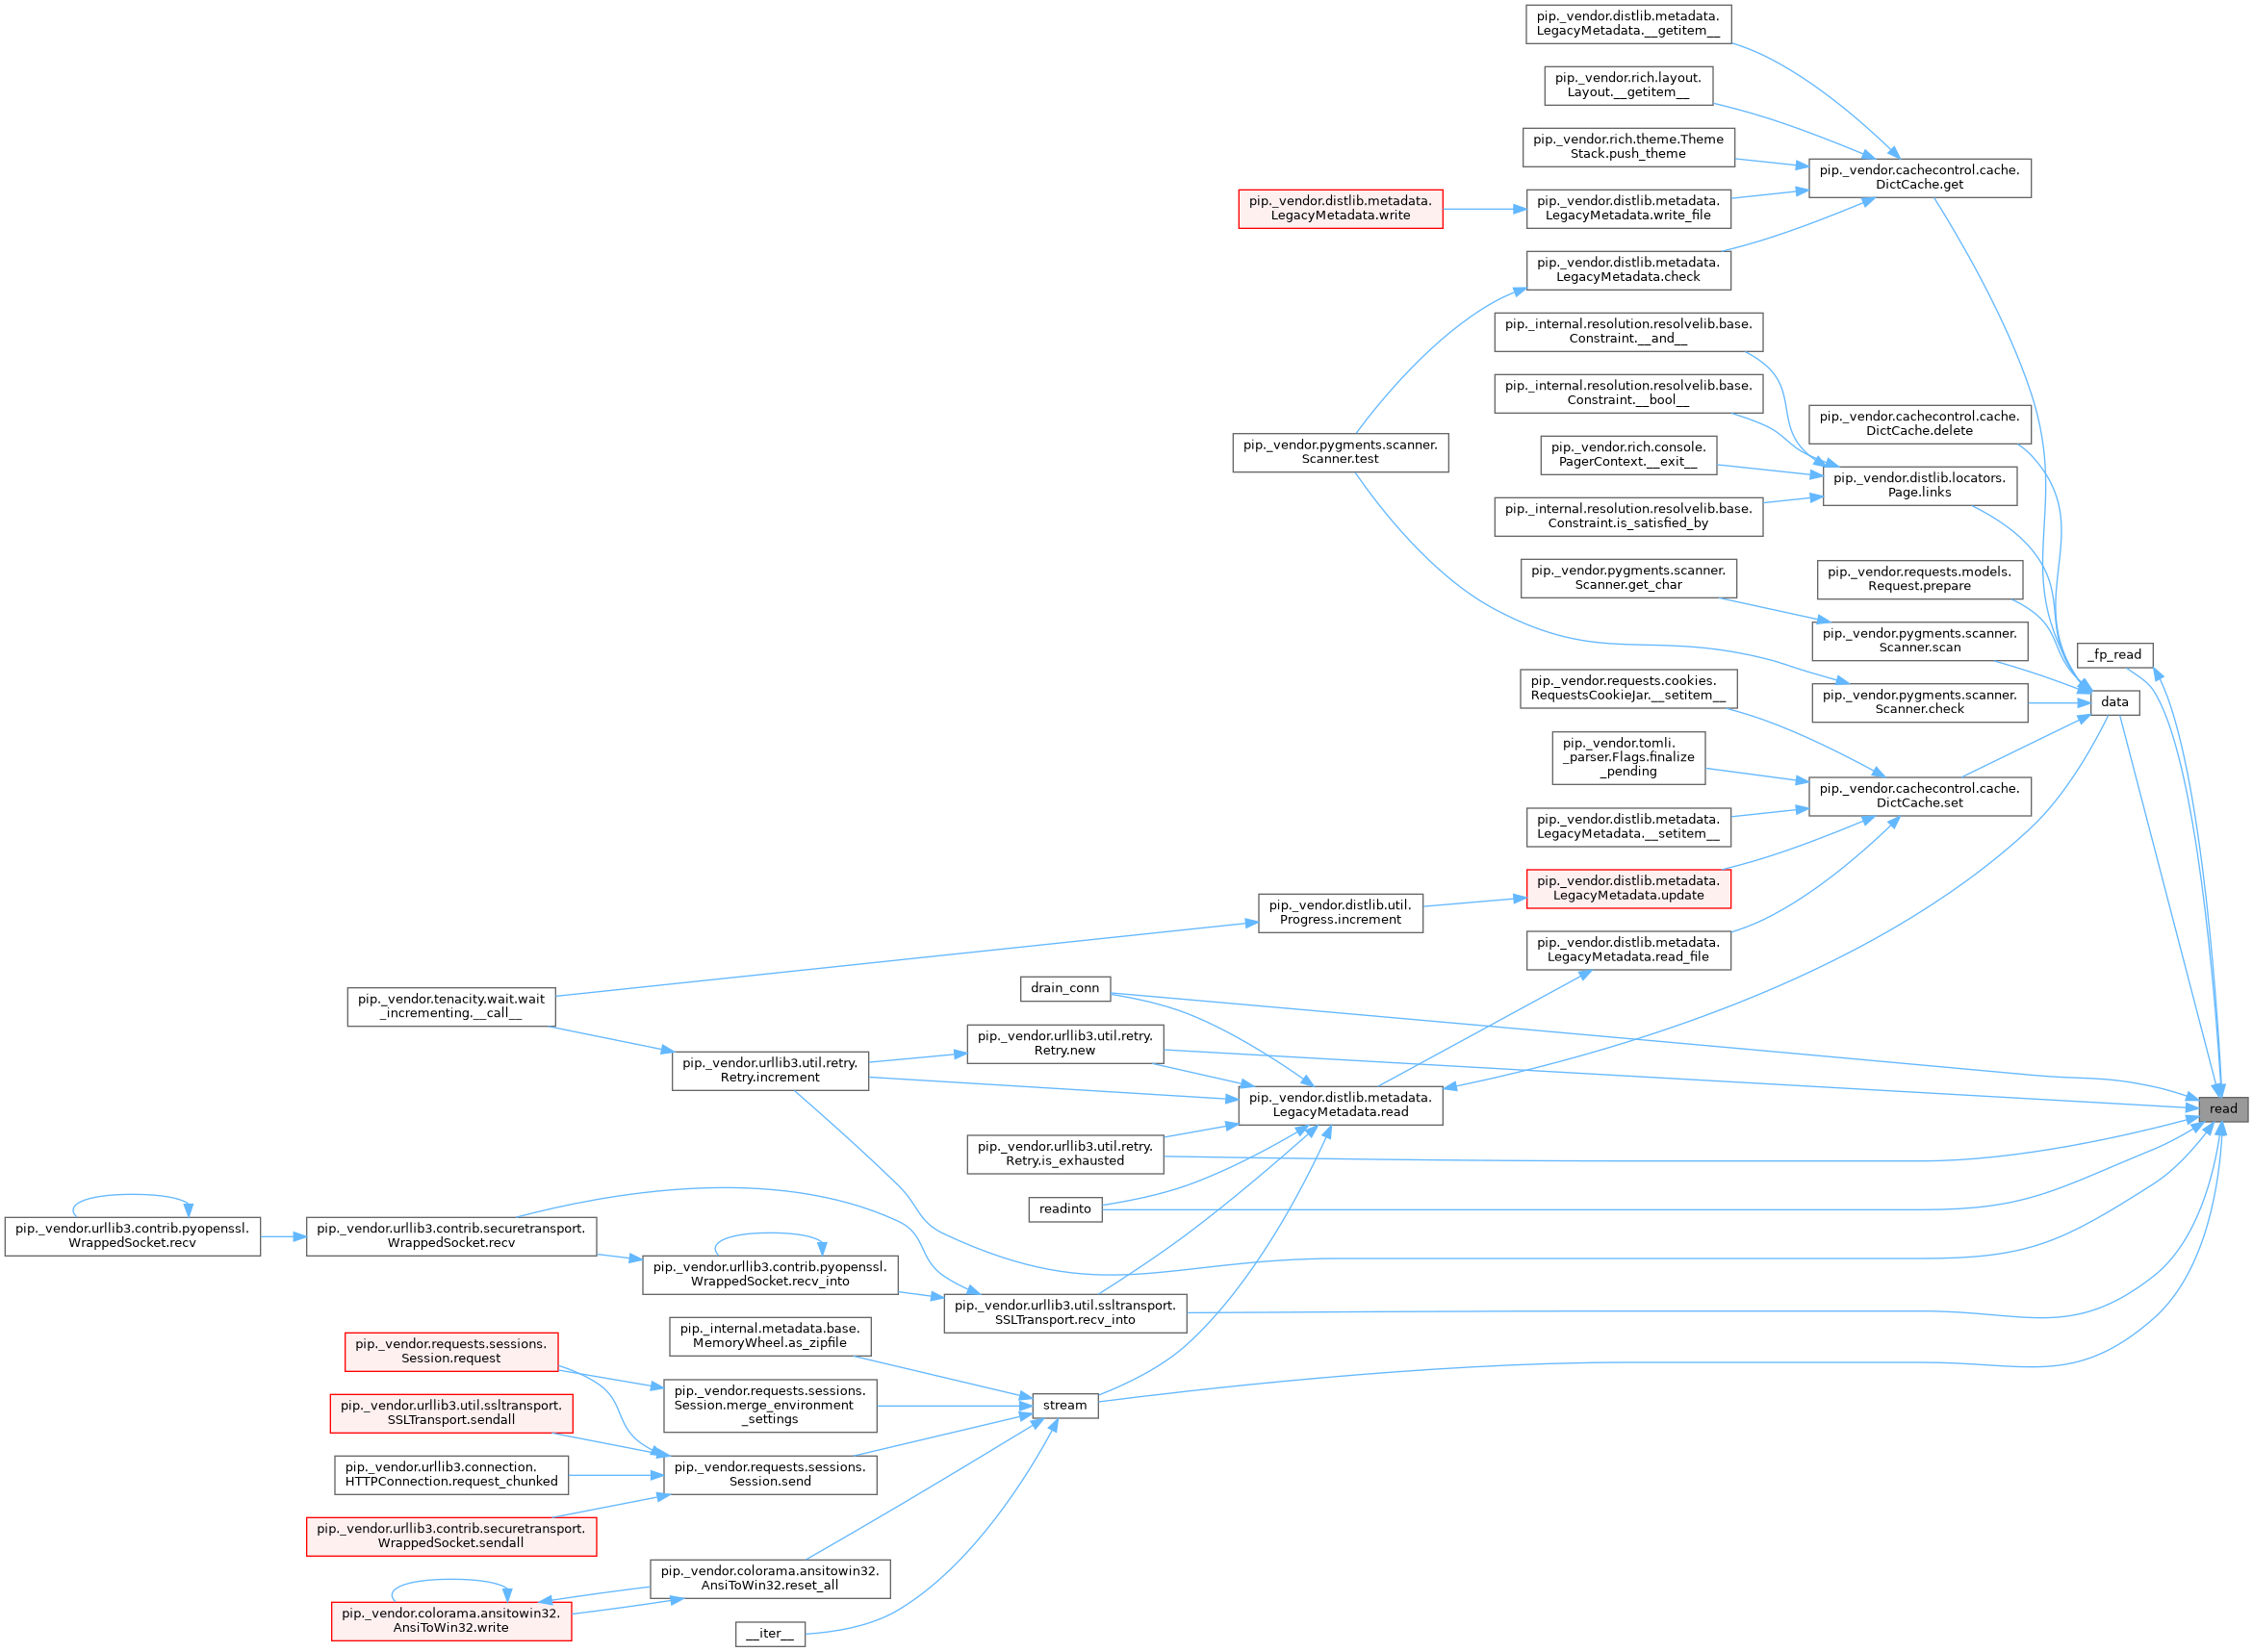 pip._vendor.distlib.metadata.
LegacyMetadata.__getitem__
pip._vendor.rich.layout.
Layout.__getitem__
pip._vendor.rich.theme.Theme
Stack.push_theme
pip._vendor.cachecontrol.cache.
DictCache.get
pip._vendor.distlib.metadata.
LegacyMetadata.write
pip._vendor.distlib.metadata.
LegacyMetadata.write_file
pip._vendor.distlib.metadata.
LegacyMetadata.check
pip._internal.resolution.resolvelib.base.
Constraint.__and__
pip._internal.resolution.resolvelib.base.
Constraint.__bool__
pip._vendor.cachecontrol.cache.
DictCache.delete
pip._vendor.pygments.scanner.
Scanner.test
pip._vendor.rich.console.
PagerContext.__exit__
pip._vendor.distlib.locators.
Page.links
pip._internal.resolution.resolvelib.base.
Constraint.is_satisfied_by
pip._vendor.pygments.scanner.
Scanner.get_char
pip._vendor.requests.models.
Request.prepare
pip._vendor.pygments.scanner.
Scanner.scan
_fp_read
pip._vendor.requests.cookies.
RequestsCookieJar.__setitem__
pip._vendor.pygments.scanner.
Scanner.check
data
pip._vendor.tomli.
_parser.Flags.finalize
_pending
pip._vendor.cachecontrol.cache.
DictCache.set
pip._vendor.distlib.metadata.
LegacyMetadata.__setitem__
pip._vendor.distlib.metadata.
LegacyMetadata.update
pip._vendor.distlib.util.
Progress.increment
pip._vendor.distlib.metadata.
LegacyMetadata.read_file
drain_conn
pip._vendor.tenacity.wait.wait
_incrementing.__call__
pip._vendor.urllib3.util.retry.
Retry.new
pip._vendor.urllib3.util.retry.
Retry.increment
pip._vendor.distlib.metadata.
LegacyMetadata.read
read
pip._vendor.urllib3.util.retry.
Retry.is_exhausted
readinto
pip._vendor.urllib3.contrib.pyopenssl.
WrappedSocket.recv
pip._vendor.urllib3.contrib.securetransport.
WrappedSocket.recv
pip._vendor.urllib3.contrib.pyopenssl.
WrappedSocket.recv_into
pip._vendor.urllib3.util.ssltransport.
SSLTransport.recv_into
pip._internal.metadata.base.
MemoryWheel.as_zipfile
pip._vendor.requests.sessions.
Session.request
pip._vendor.requests.sessions.
Session.merge_environment
_settings
stream
pip._vendor.urllib3.util.ssltransport.
SSLTransport.sendall
pip._vendor.urllib3.connection.
HTTPConnection.request_chunked
pip._vendor.requests.sessions.
Session.send
pip._vendor.urllib3.contrib.securetransport.
WrappedSocket.sendall
pip._vendor.colorama.ansitowin32.
AnsiToWin32.reset_all
pip._vendor.colorama.ansitowin32.
AnsiToWin32.write
__iter__